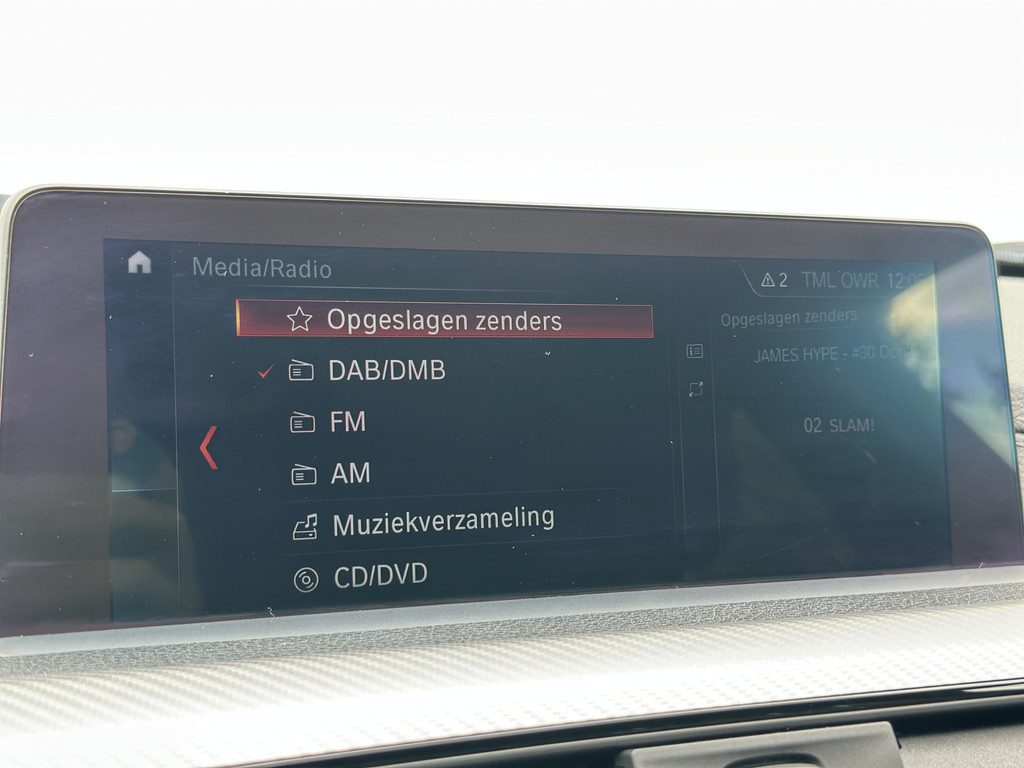 Media/Radio
2 TML OWR
Opgeslagen zenders
DAB/DMB
FM
AM
Muziekverzameling
CD/DVD
Opgeslagen zenders
JAMES HYPE - #30
02 SLAM!